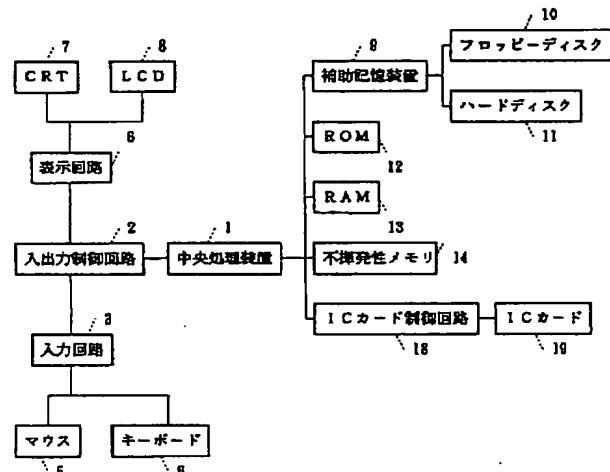 10
7
8
9
フロッピーディスク
CRT
LCD
補助記憶装置
ハードディスク
6
11
表示回路
ROM
12
RAM
2
1
13
入出力制御回路
中央処理装置
不揮発性メモリ
14
3
ICカード制御回路
ICカード
入力回路
18
19
マウス
キーボード
5
6